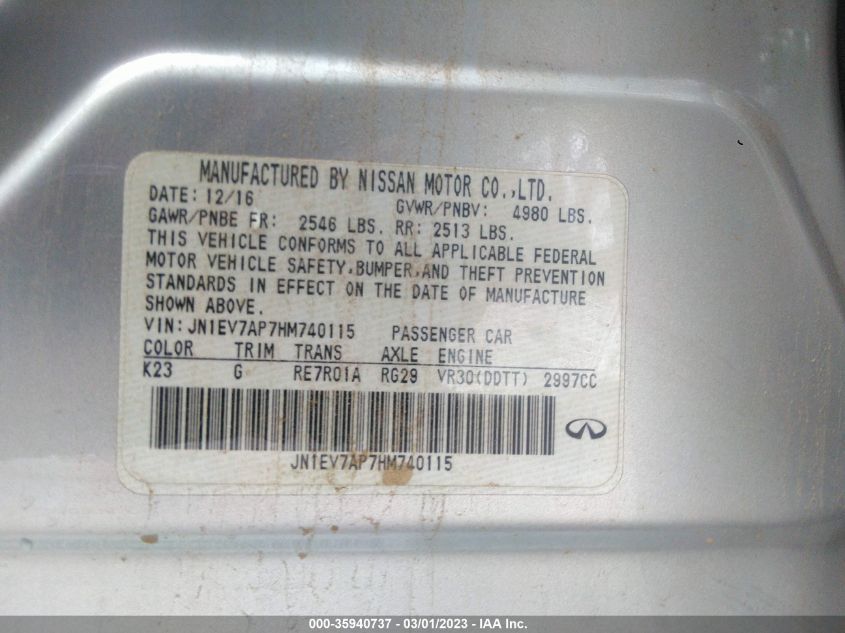 MANUFACTURED BY NISSAN MOTOR CO.,LTD.
DATE: 12/16 GVWR/PNBV: 4980 LBS.
GAWR/PNBE FR: 2546 LBS. RR: 2513 LBS.
THIS VEHICLE CONFORMS TO ALL APPLICABLE FEDERAL
MOTOR VEHICLE SAFETY,BUMPER,AND THEFT PREVENTION
STANDARDS IN EFFECT ON THE DATE OF MANUFACTURE
SHOWN ABOVE.
VIN:JN1EV7AP7HM740115 PASSENGER CAR
COLOR TRIM TRANS AXLE ENGINE
K23 G RE7R01A RG29 VR30(DDTT) 2997CC
JN1EV7AP7HM740115
000-35940737 - 03/01/2023 - IAA Inc.